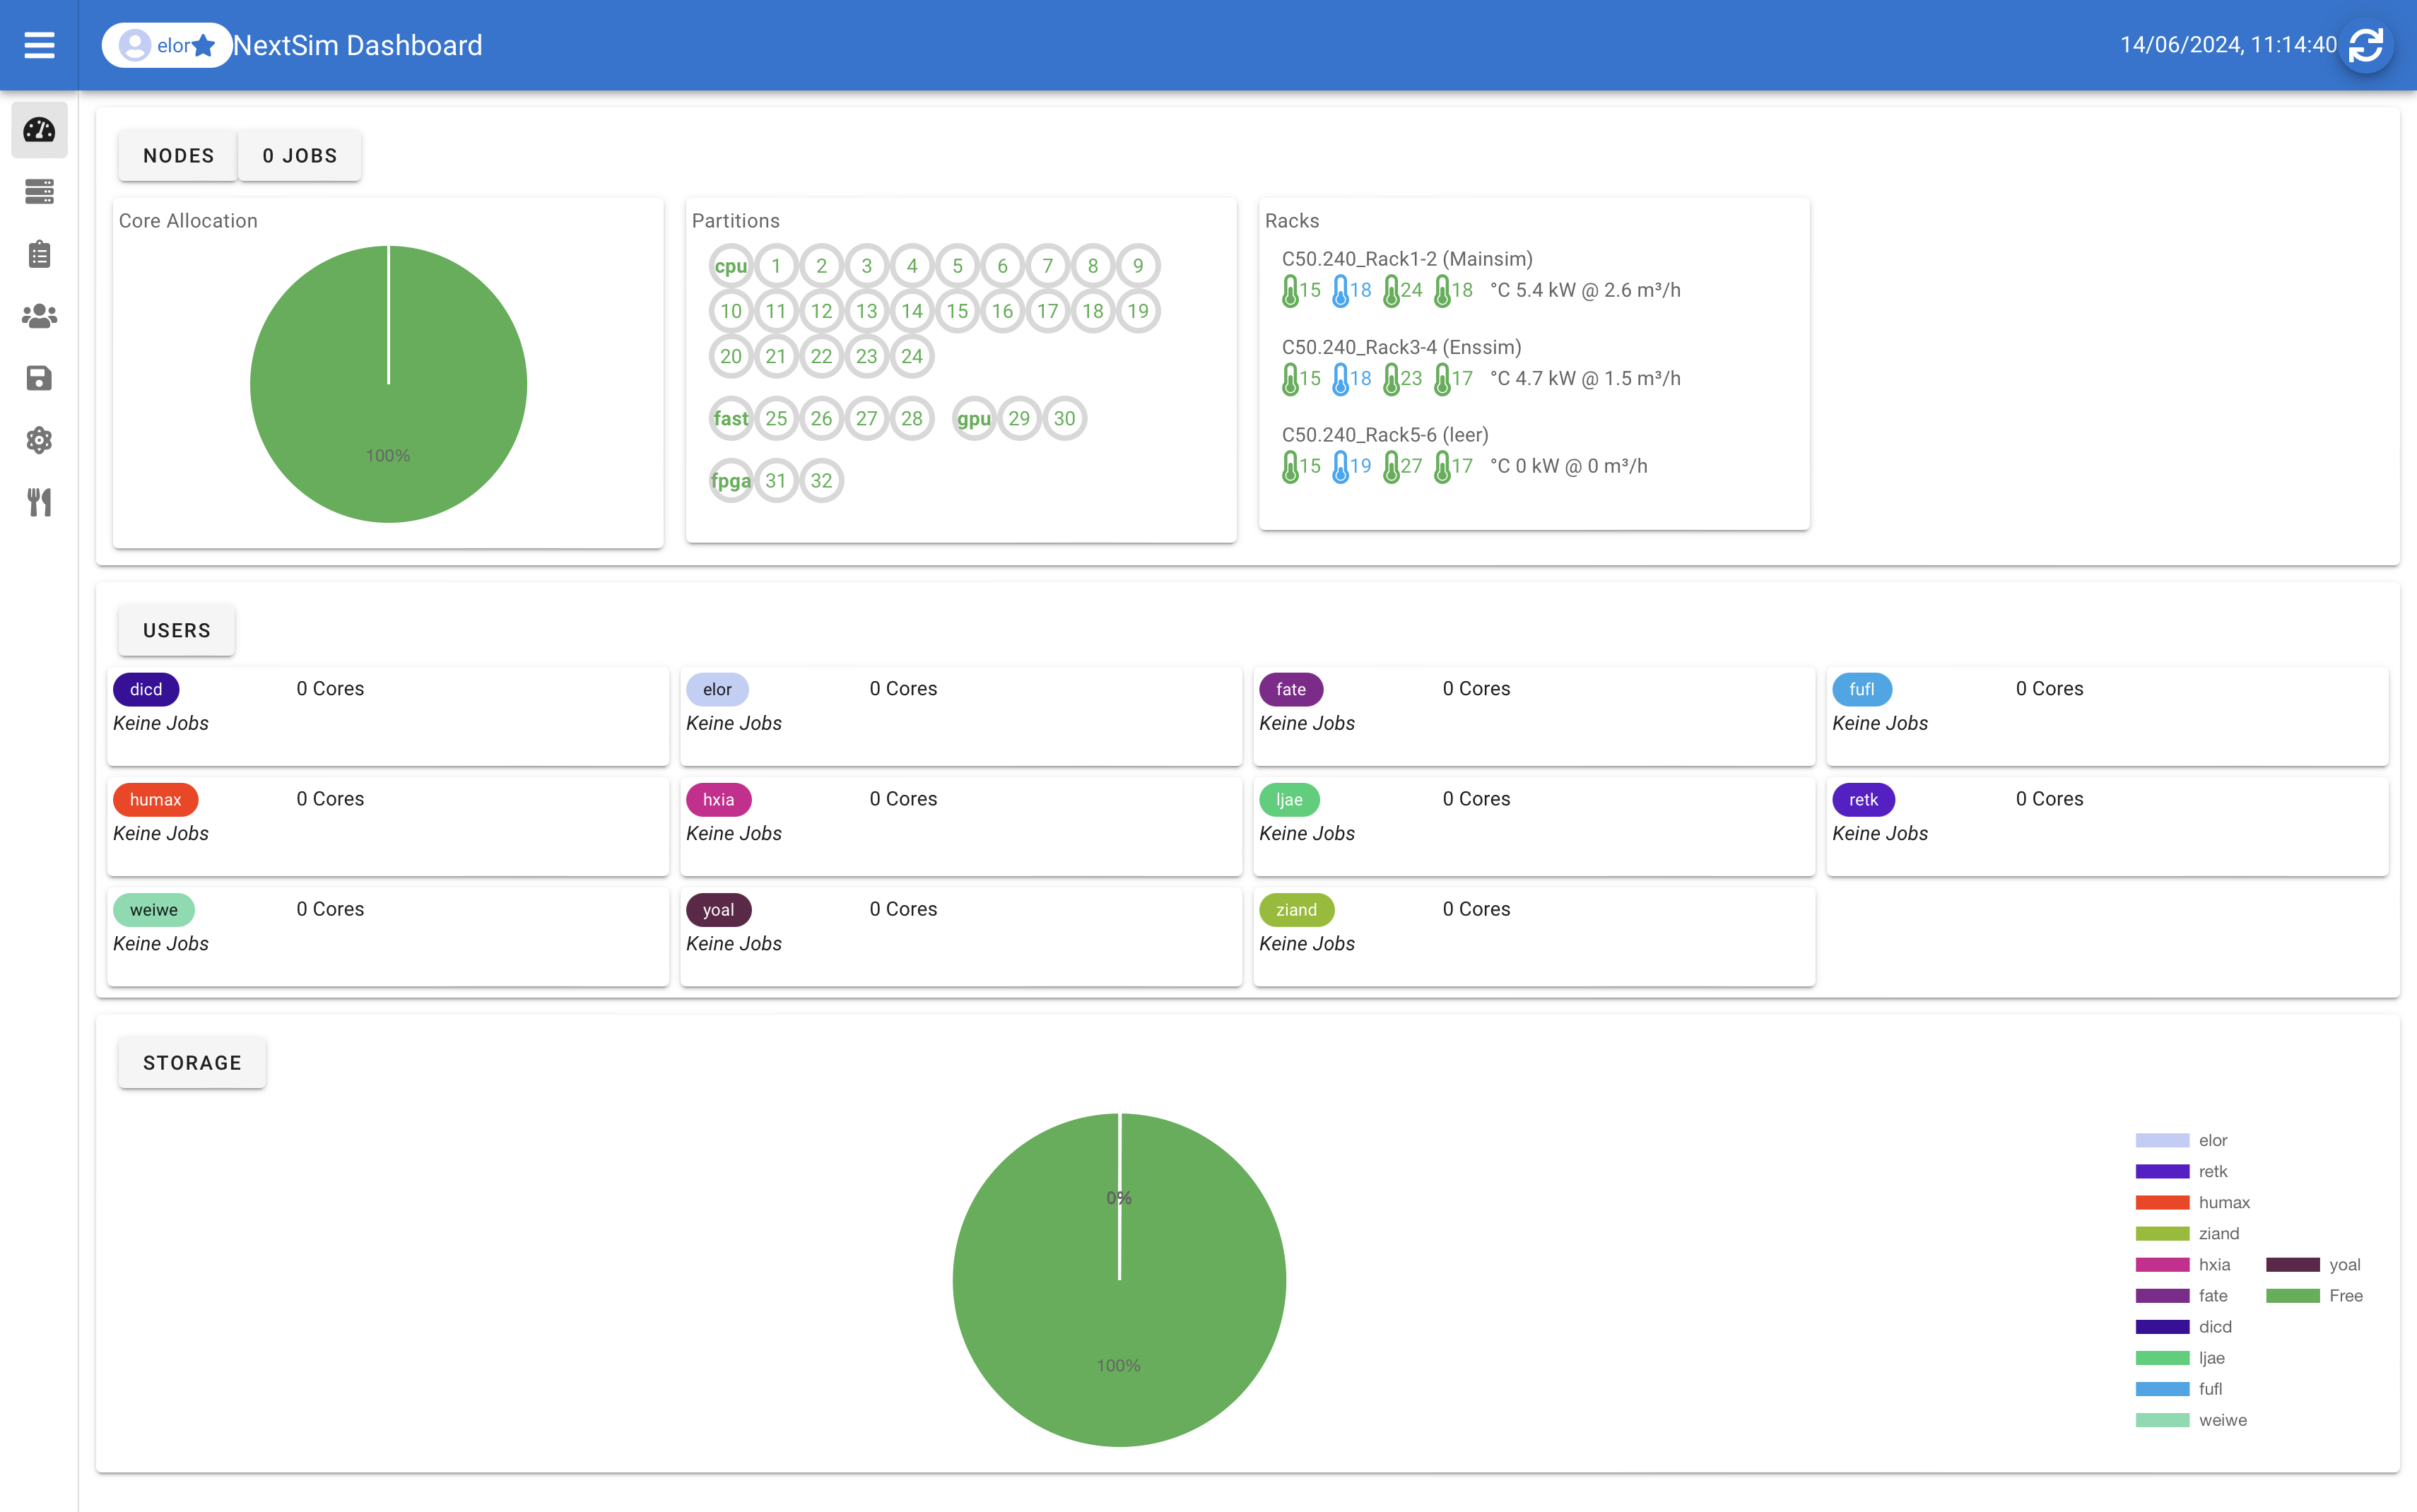 elor NextSim Dashboard 14/06/2024, 11:14:40
NODES 0 JOBS
Core Allocation
100%
Partitions
cpu 1 2 3 4 5 6 7 8 9
10 11 12 13 14 15 16 17 18 19
20 21 22 23 24
fast 25 26 27 28 gpu 29 30
fpga 31 32
Racks
C50.240_Rack1-2 (Mainsim)
15 18 24 18 °C 5.4 kW @ 2.6 m³/h
C50.240_Rack3-4 (Enssim)
15 18 23 17 °C 4.7 kW @ 1.5 m³/h
C50.240_Rack5-6 (leer)
15 19 27 17 °C 0 kW @ 0 m³/h
USERS
dicd 0 Cores
Keine Jobs
elor 0 Cores
Keine Jobs
fate 0 Cores
Keine Jobs
fufl 0 Cores
Keine Jobs
humax 0 Cores
Keine Jobs
hxia 0 Cores
Keine Jobs
ljae 0 Cores
Keine Jobs
retk 0 Cores
Keine Jobs
weiwe 0 Cores
Keine Jobs
yoal 0 Cores
Keine Jobs
ziand 0 Cores
Keine Jobs
STORAGE
0%
100%
elor
retk
humax
ziand
hxia
fate
dicd
ljae
fufl
weiwe
yoal
Free